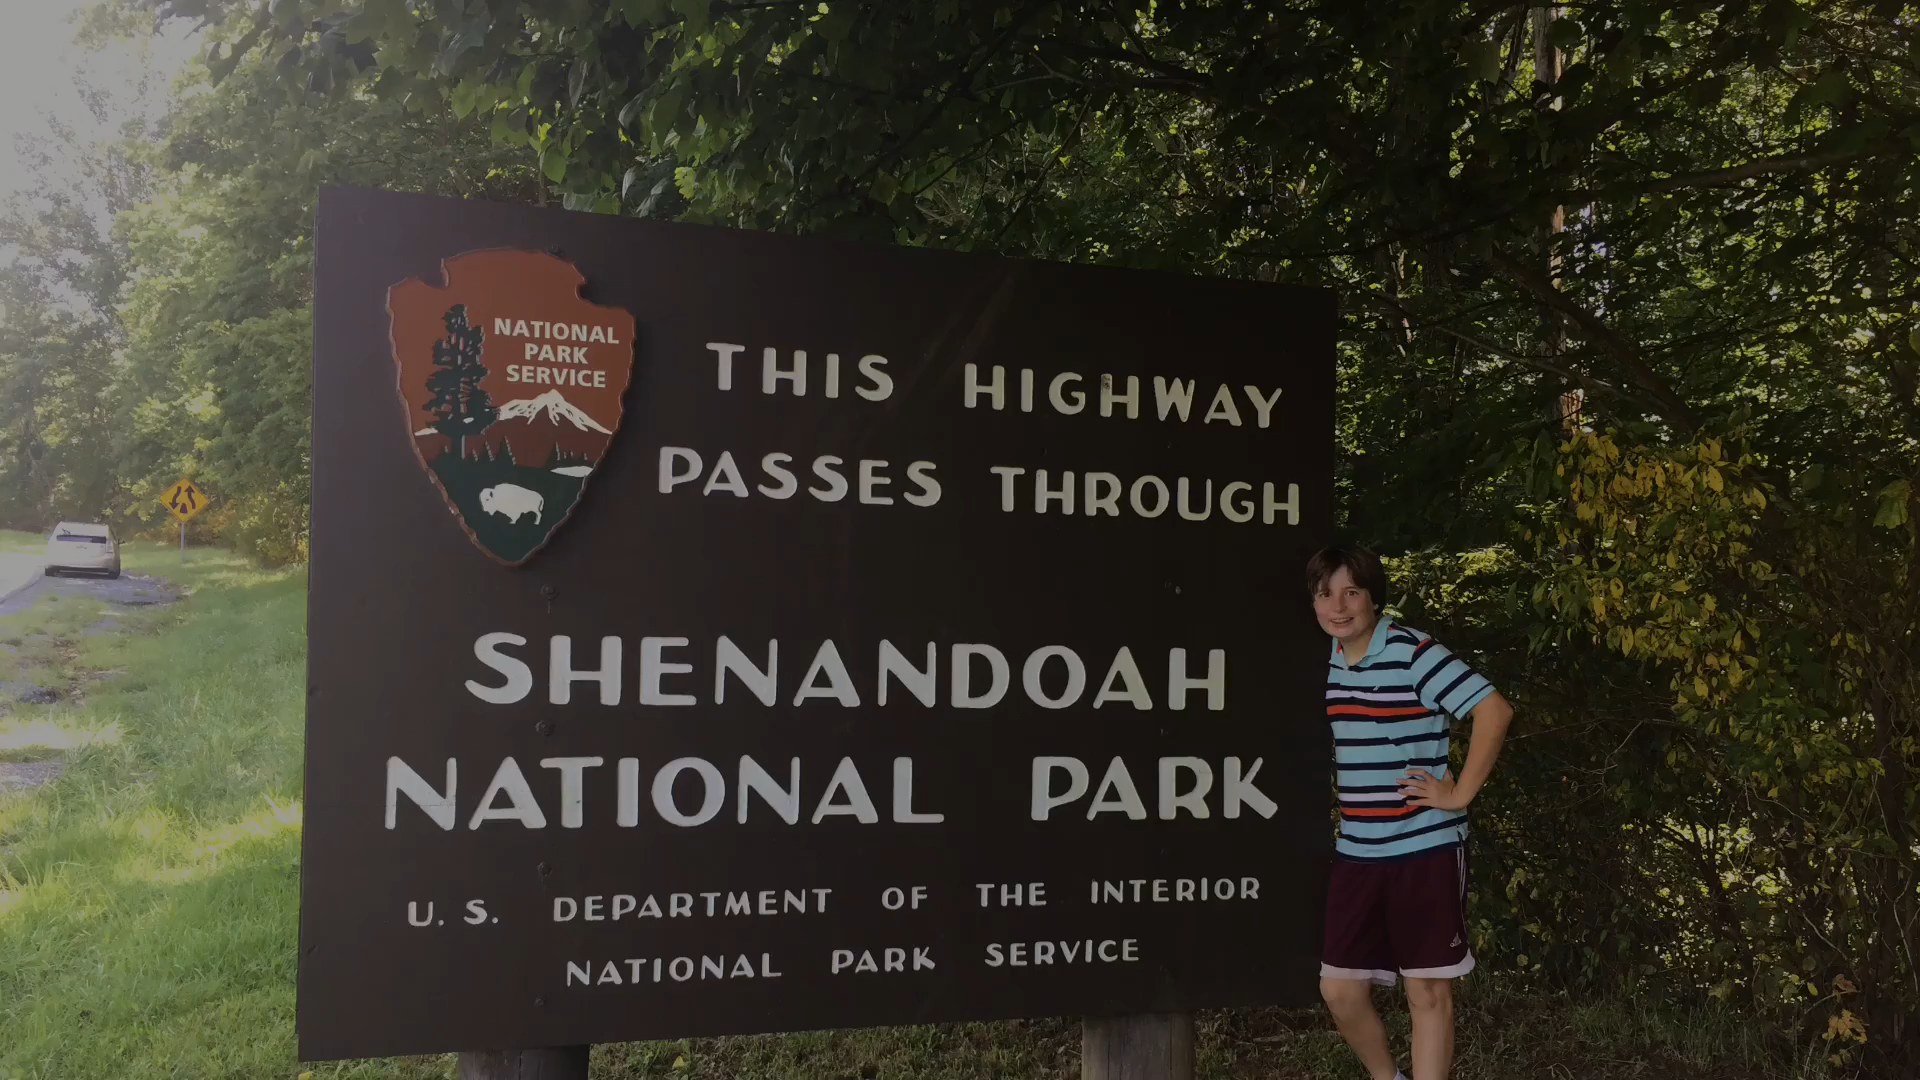 NATIONAL
PARK
SERVICE
THIS HIGHWAY
PASSES THROUGH
SHENANDOAH
NATIONAL PARK
U. S. DEPARTMENT OF THE INTERIOR
NATIONAL PARK SERVICE